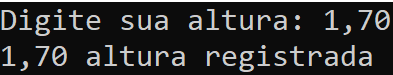 Digite sua altura: 1,70
1,70 altura registrada